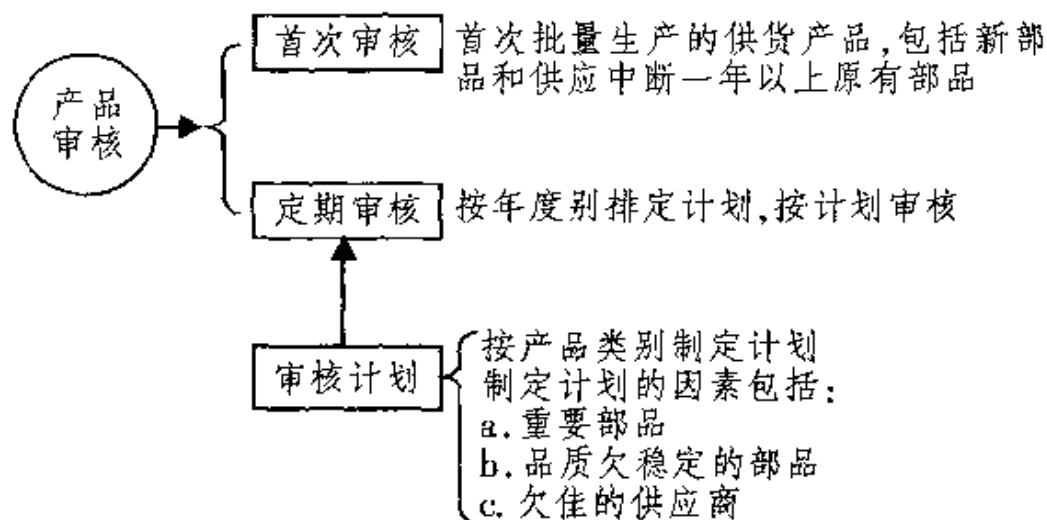 首次审核
首次批量生产的供货产品,包括新部
品和供应中断一年以上原有部品
产品
审核
定期审核
按年度别排定计划,按计划审核
审核计划
按产品类别制定计划
制定计划的因素包括:
a.重要部品
b.品质欠稳定的部品
c.欠佳的供应商